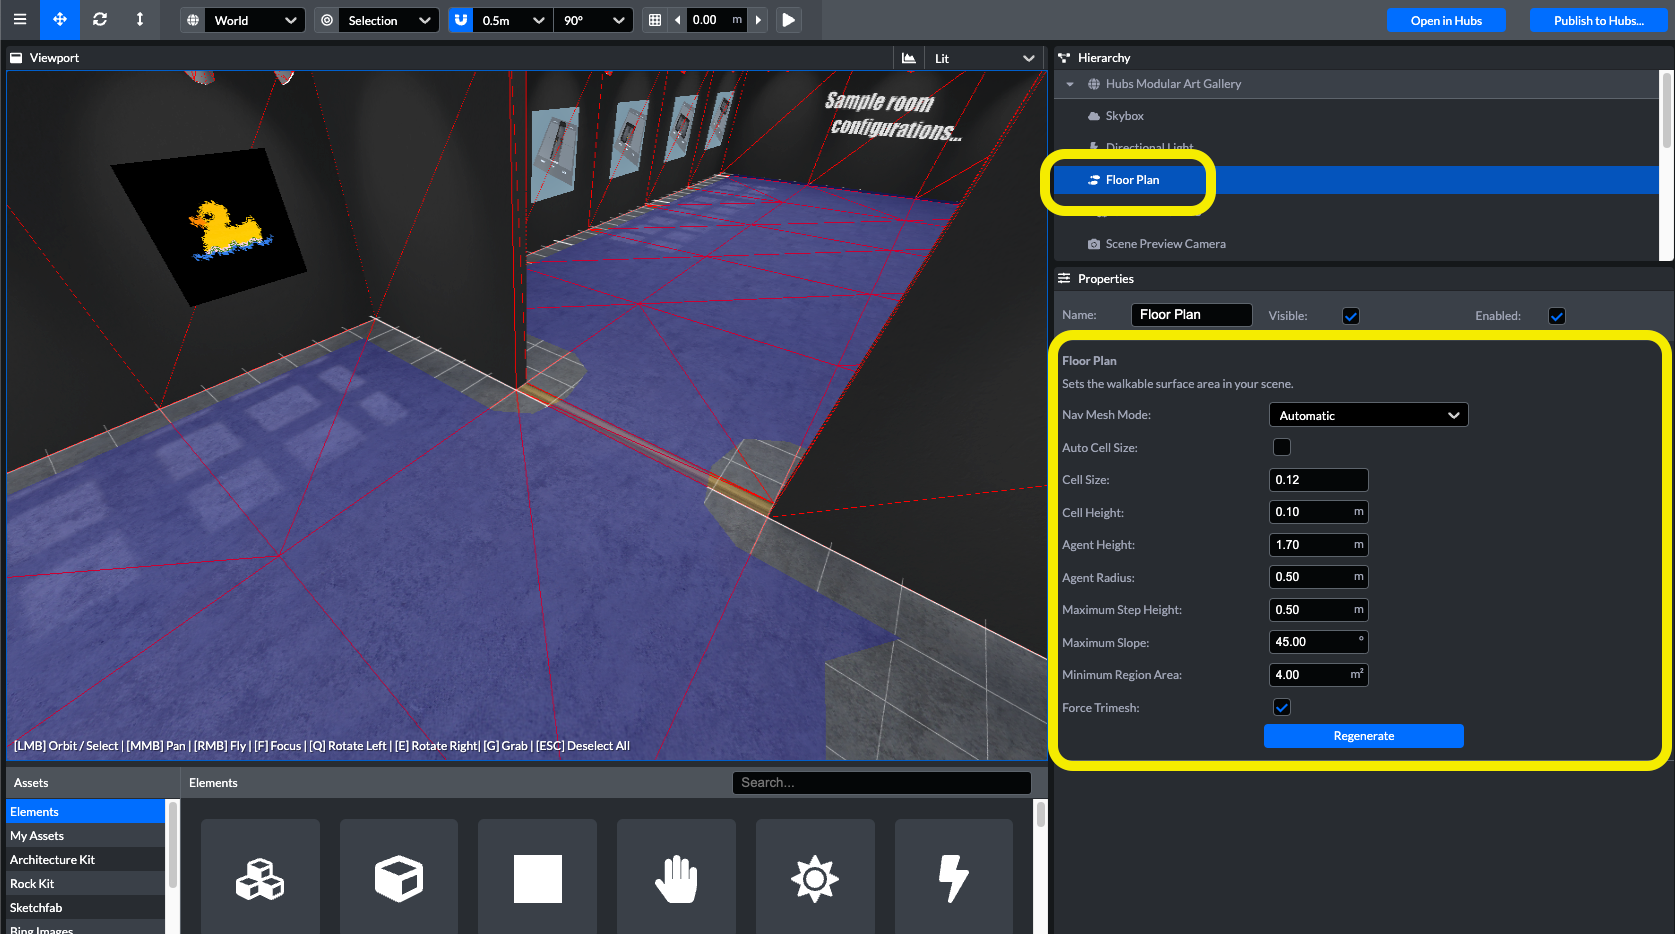 World
Selection
0.5m
90°
0.00 m
Open in Hubs
Publish to Hubs...
Viewport
Lit
Sample room
configurations...
[LMB] Orbit / Select | [MMB] Pan | [RMB] Fly | [F] Focus | [Q] Rotate Left | [E] Rotate Right| [G] Grab | [ESC] Deselect All
Hierarchy
Hubs Modular Art Gallery
Skybox
Directional Light
Floor Plan
Scene Preview Camera
Properties
Name: Floor Plan Visible: Enabled:
Floor Plan
Sets the walkable surface area in your scene.
Nav Mesh Mode: Automatic
Auto Cell Size:
Cell Size: 0.12
Cell Height: 0.10 m
Agent Height: 1.70 m
Agent Radius: 0.50 m
Maximum Step Height: 0.50 m
Maximum Slope: 45.00 °
Minimum Region Area: 4.00 m²
Force Trimesh:
Regenerate
Assets
Elements
My Assets
Architecture Kit
Rock Kit
Sketchfab
Bing Images
Elements
Search...